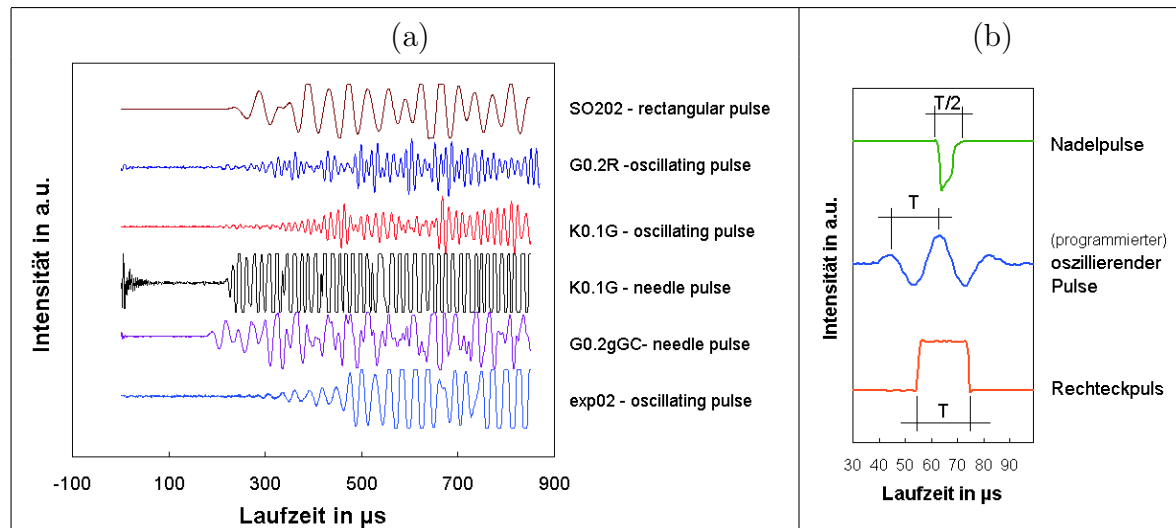 (a)
Intensität in a.u.
SO202 - rectangular pulse
G0.2R -oscillating pulse
K0.1G - oscillating pulse
K0.1G - needle pulse
G0.2gGC- needle pulse
exp02 - oscillating pulse
-100 100 300 500 700 900
Laufzeit in µs
(b)
Intensität in a.u.
T/2
Nadelpulse
T
(programmierter)
oszillierender
Pulse
Rechteckpuls
T
30 40 50 60 70 80 90
Laufzeit in µs